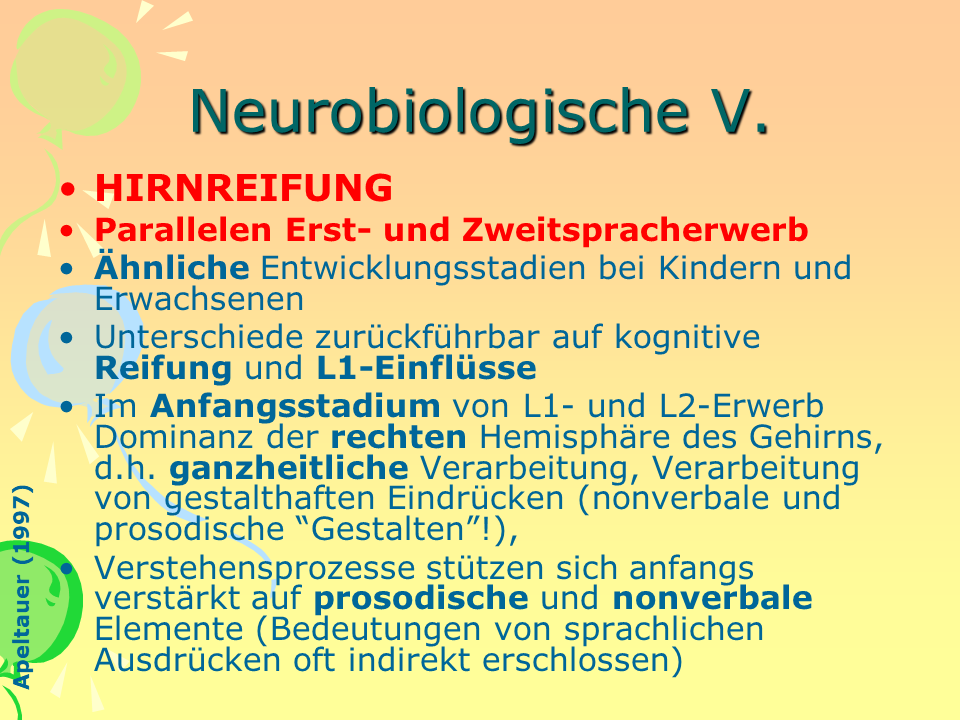 Neurobiologische V.
• HIRNREIFUNG
• Parallelen Erst- und Zweitspracherwerb
• Ähnliche Entwicklungsstadien bei Kindern und
Erwachsenen
• Unterschiede zurückführbar auf kognitive
Reifung und L1-Einflüsse
• Im Anfangsstadium von L1- und L2-Erwerb
Dominanz der rechten Hemisphäre des Gehirns,
d.h. ganzheitliche Verarbeitung, Verarbeitung
von gestalthaften Eindrücken (nonverbale und
prosodische “Gestalten”!),
• Verstehensprozesse stützen sich anfangs
verstärkt auf prosodische und nonverbale
Elemente (Bedeutungen von sprachlichen
Ausdrücken oft indirekt erschlossen)
Apeltauer (1997)